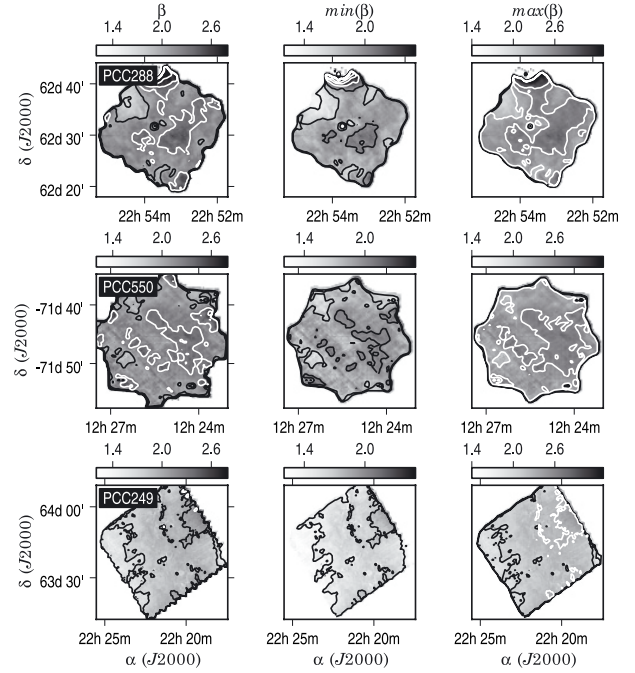 β min(β) max(β)
1.4 2.0 2.6 1.4 2.0 1.4 2.0 2.6
PCC288
62d 40'
62d 30'
62d 20'
δ (J2000)
22h 54m 22h 52m 22h 54m 22h 52m 22h 54m 22h 52m
1.4 2.0 2.6 1.4 2.0 1.4 2.0 2.6
PCC550
-71d 40'
-71d 50'
δ (J2000)
12h 27m 12h 24m 12h 27m 12h 24m 12h 27m 12h 24m
1.4 2.0 2.6 1.4 2.0 1.4 2.0 2.6
PCC249
64d 00'
63d 30'
δ (J2000)
22h 25m 22h 20m 22h 25m 22h 20m 22h 25m 22h 20m
α (J2000) α (J2000) α (J2000)